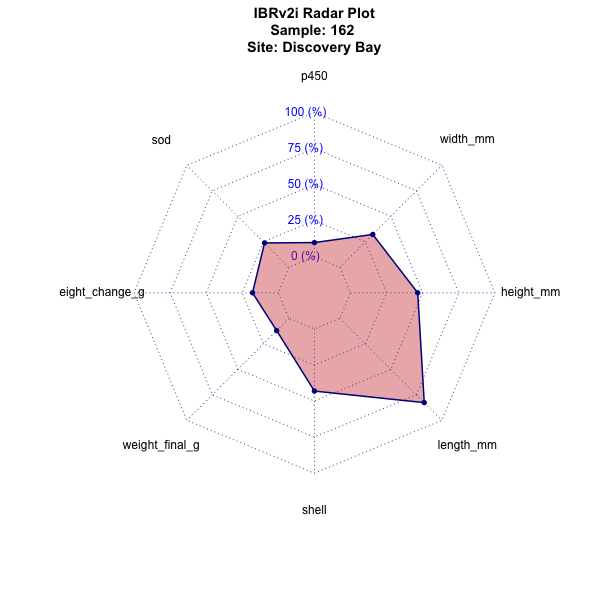 IBRv2i Radar Plot
Sample: 162
Site: Discovery Bay
p450
100 (%)
sod
width_mm
75 (%)
50 (%)
25 (%)
0 (%)
eight_change_g
height_mm
weight_final_g
length_mm
shell